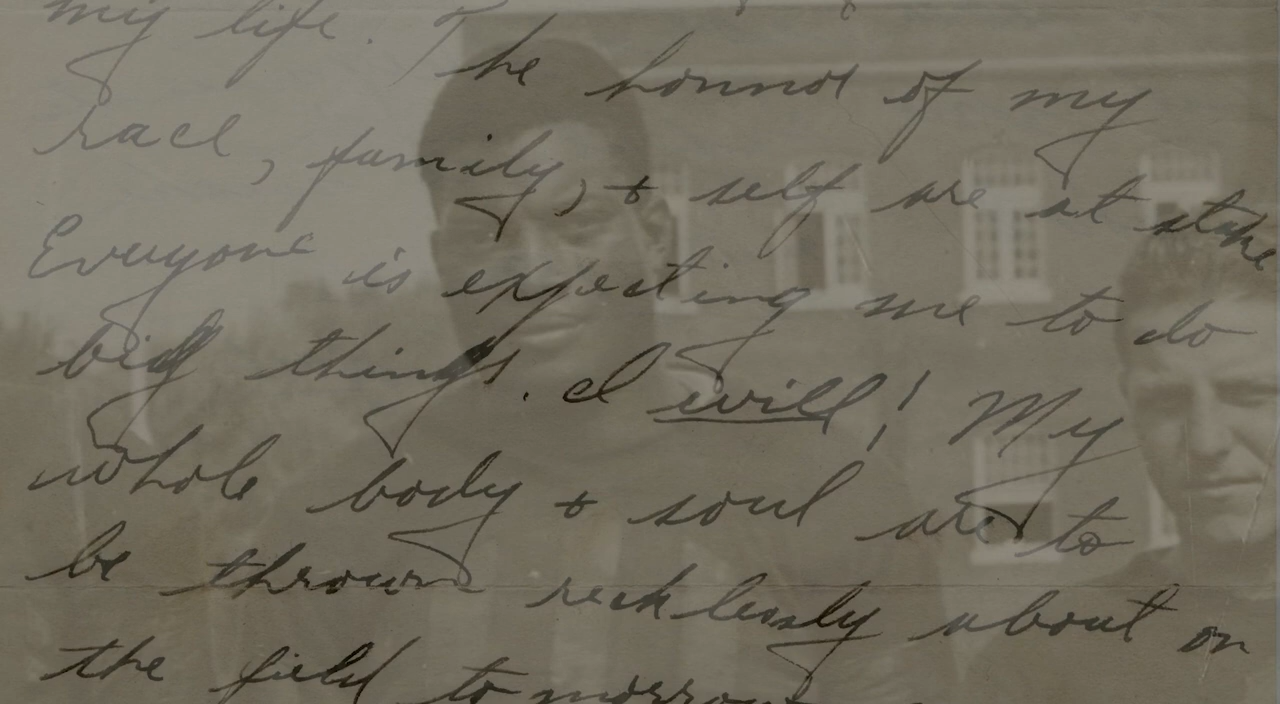 my life. The
honnor of my
race, family, + self are at stake
Everyone is expecting me to do
big things. I will! My
whole body + soul are to
be thrown recklessly about on
the field tomorrow